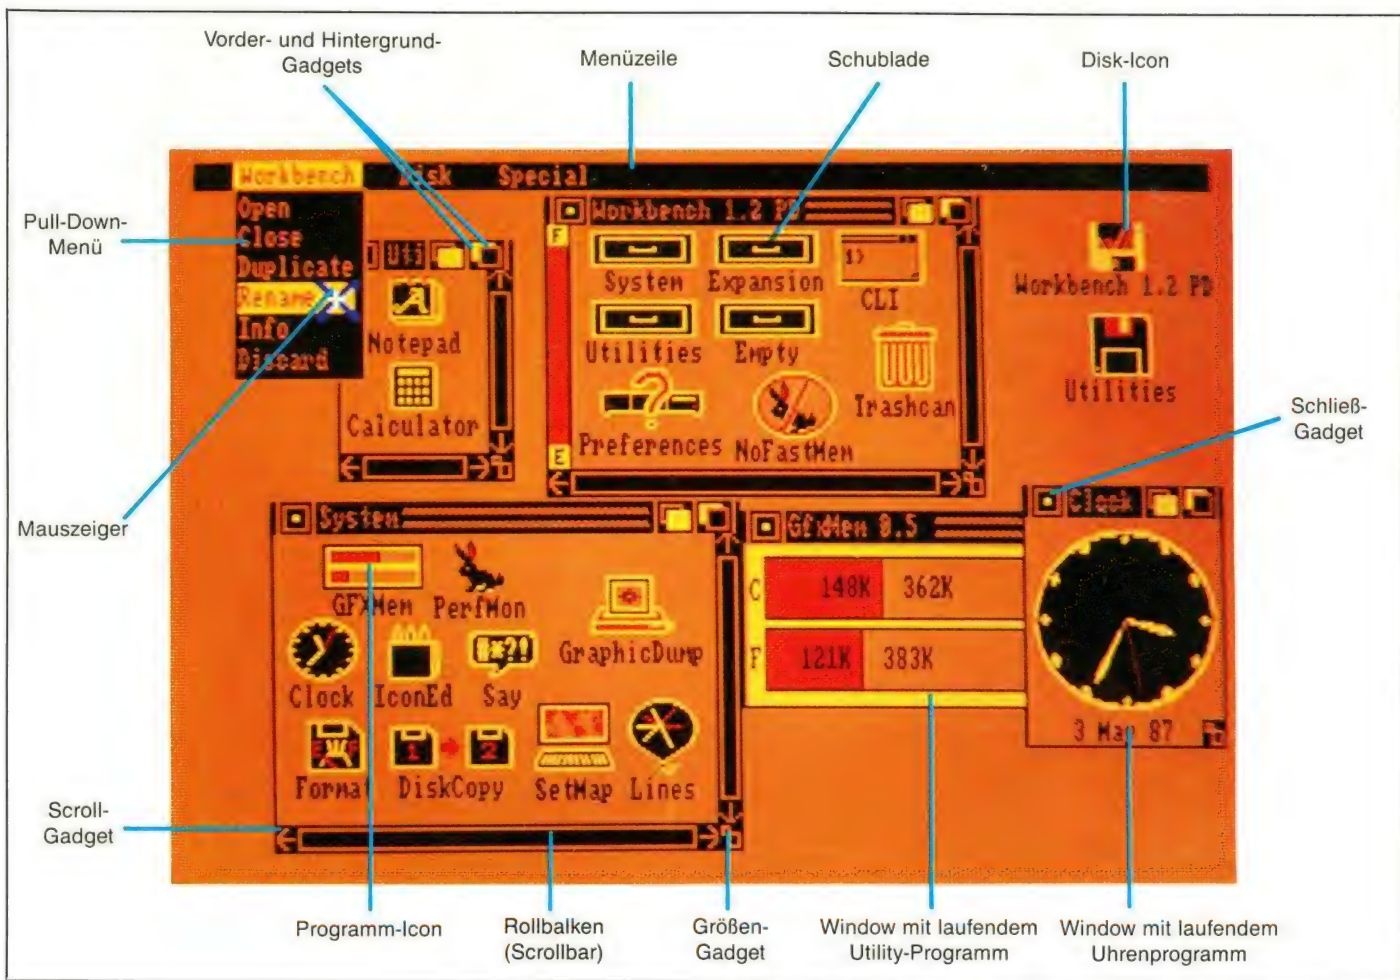 Vorder- und Hintergrund-
Gadgets
Menüzeile
Schublade
Disk-Icon
Workbench Disk Special
Pull-Down-
Menü
Open
Close
Duplicate
Rename
Info
Discard
Uti
Notepad
Calculator
Workbench 1.2 PD
F
E
System
Expansion
1>
CLI
Utilities
Empty
Trashcan
Preferences
NoFastMem
Workbench 1.2 PD
Utilities
Schließ-
Gadget
Mauszeiger
System
GFXMem
PerfMon
GraphicDump
Clock
IconEd
#*?!
Say
Format
1 2
DiskCopy
SetMap
Lines
GfxMem 0.5
C 148K 362K
F 121K 383K
Clock
3 May 87
Scroll-
Gadget
Programm-Icon
Rollbalken
(Scrollbar)
Größen-
Gadget
Window mit laufendem
Utility-Programm
Window mit laufendem
Uhrenprogramm